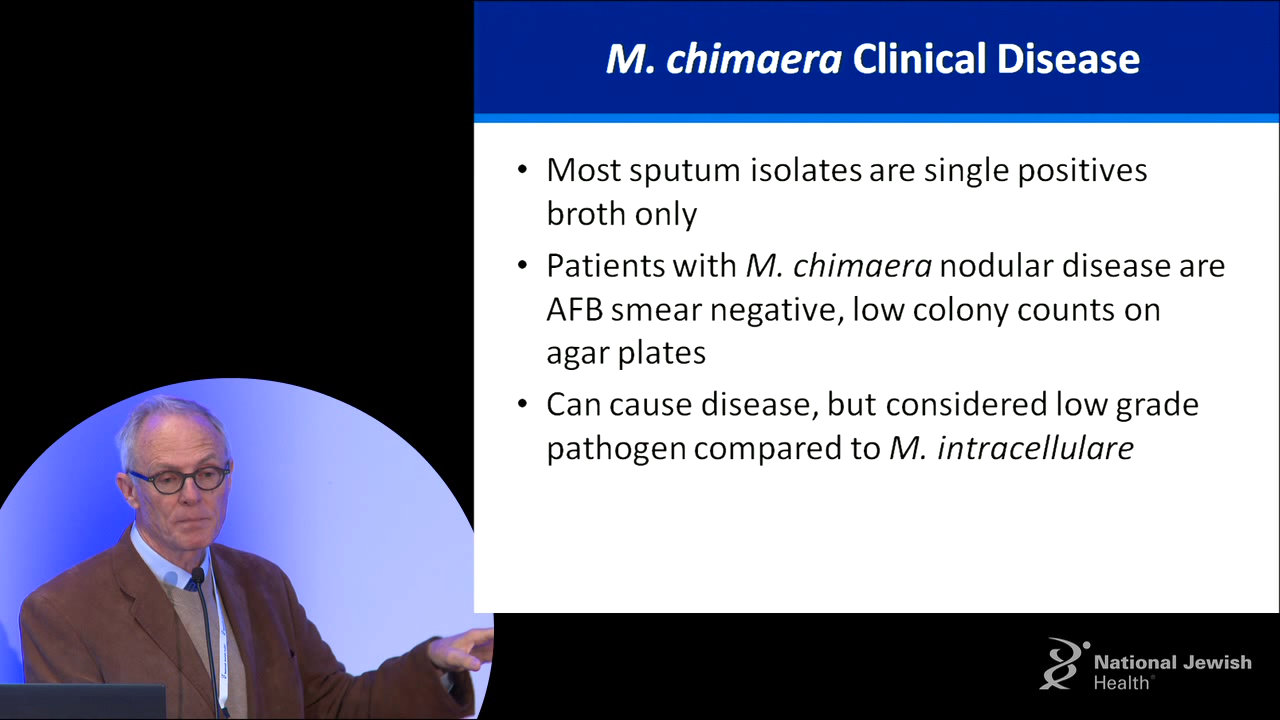 M. chimaera Clinical Disease
• Most sputum isolates are single positives
broth only
• Patients with M. chimaera nodular disease are
AFB smear negative, low colony counts on
agar plates
• Can cause disease, but considered low grade
pathogen compared to M. intracellulare
National Jewish
Health